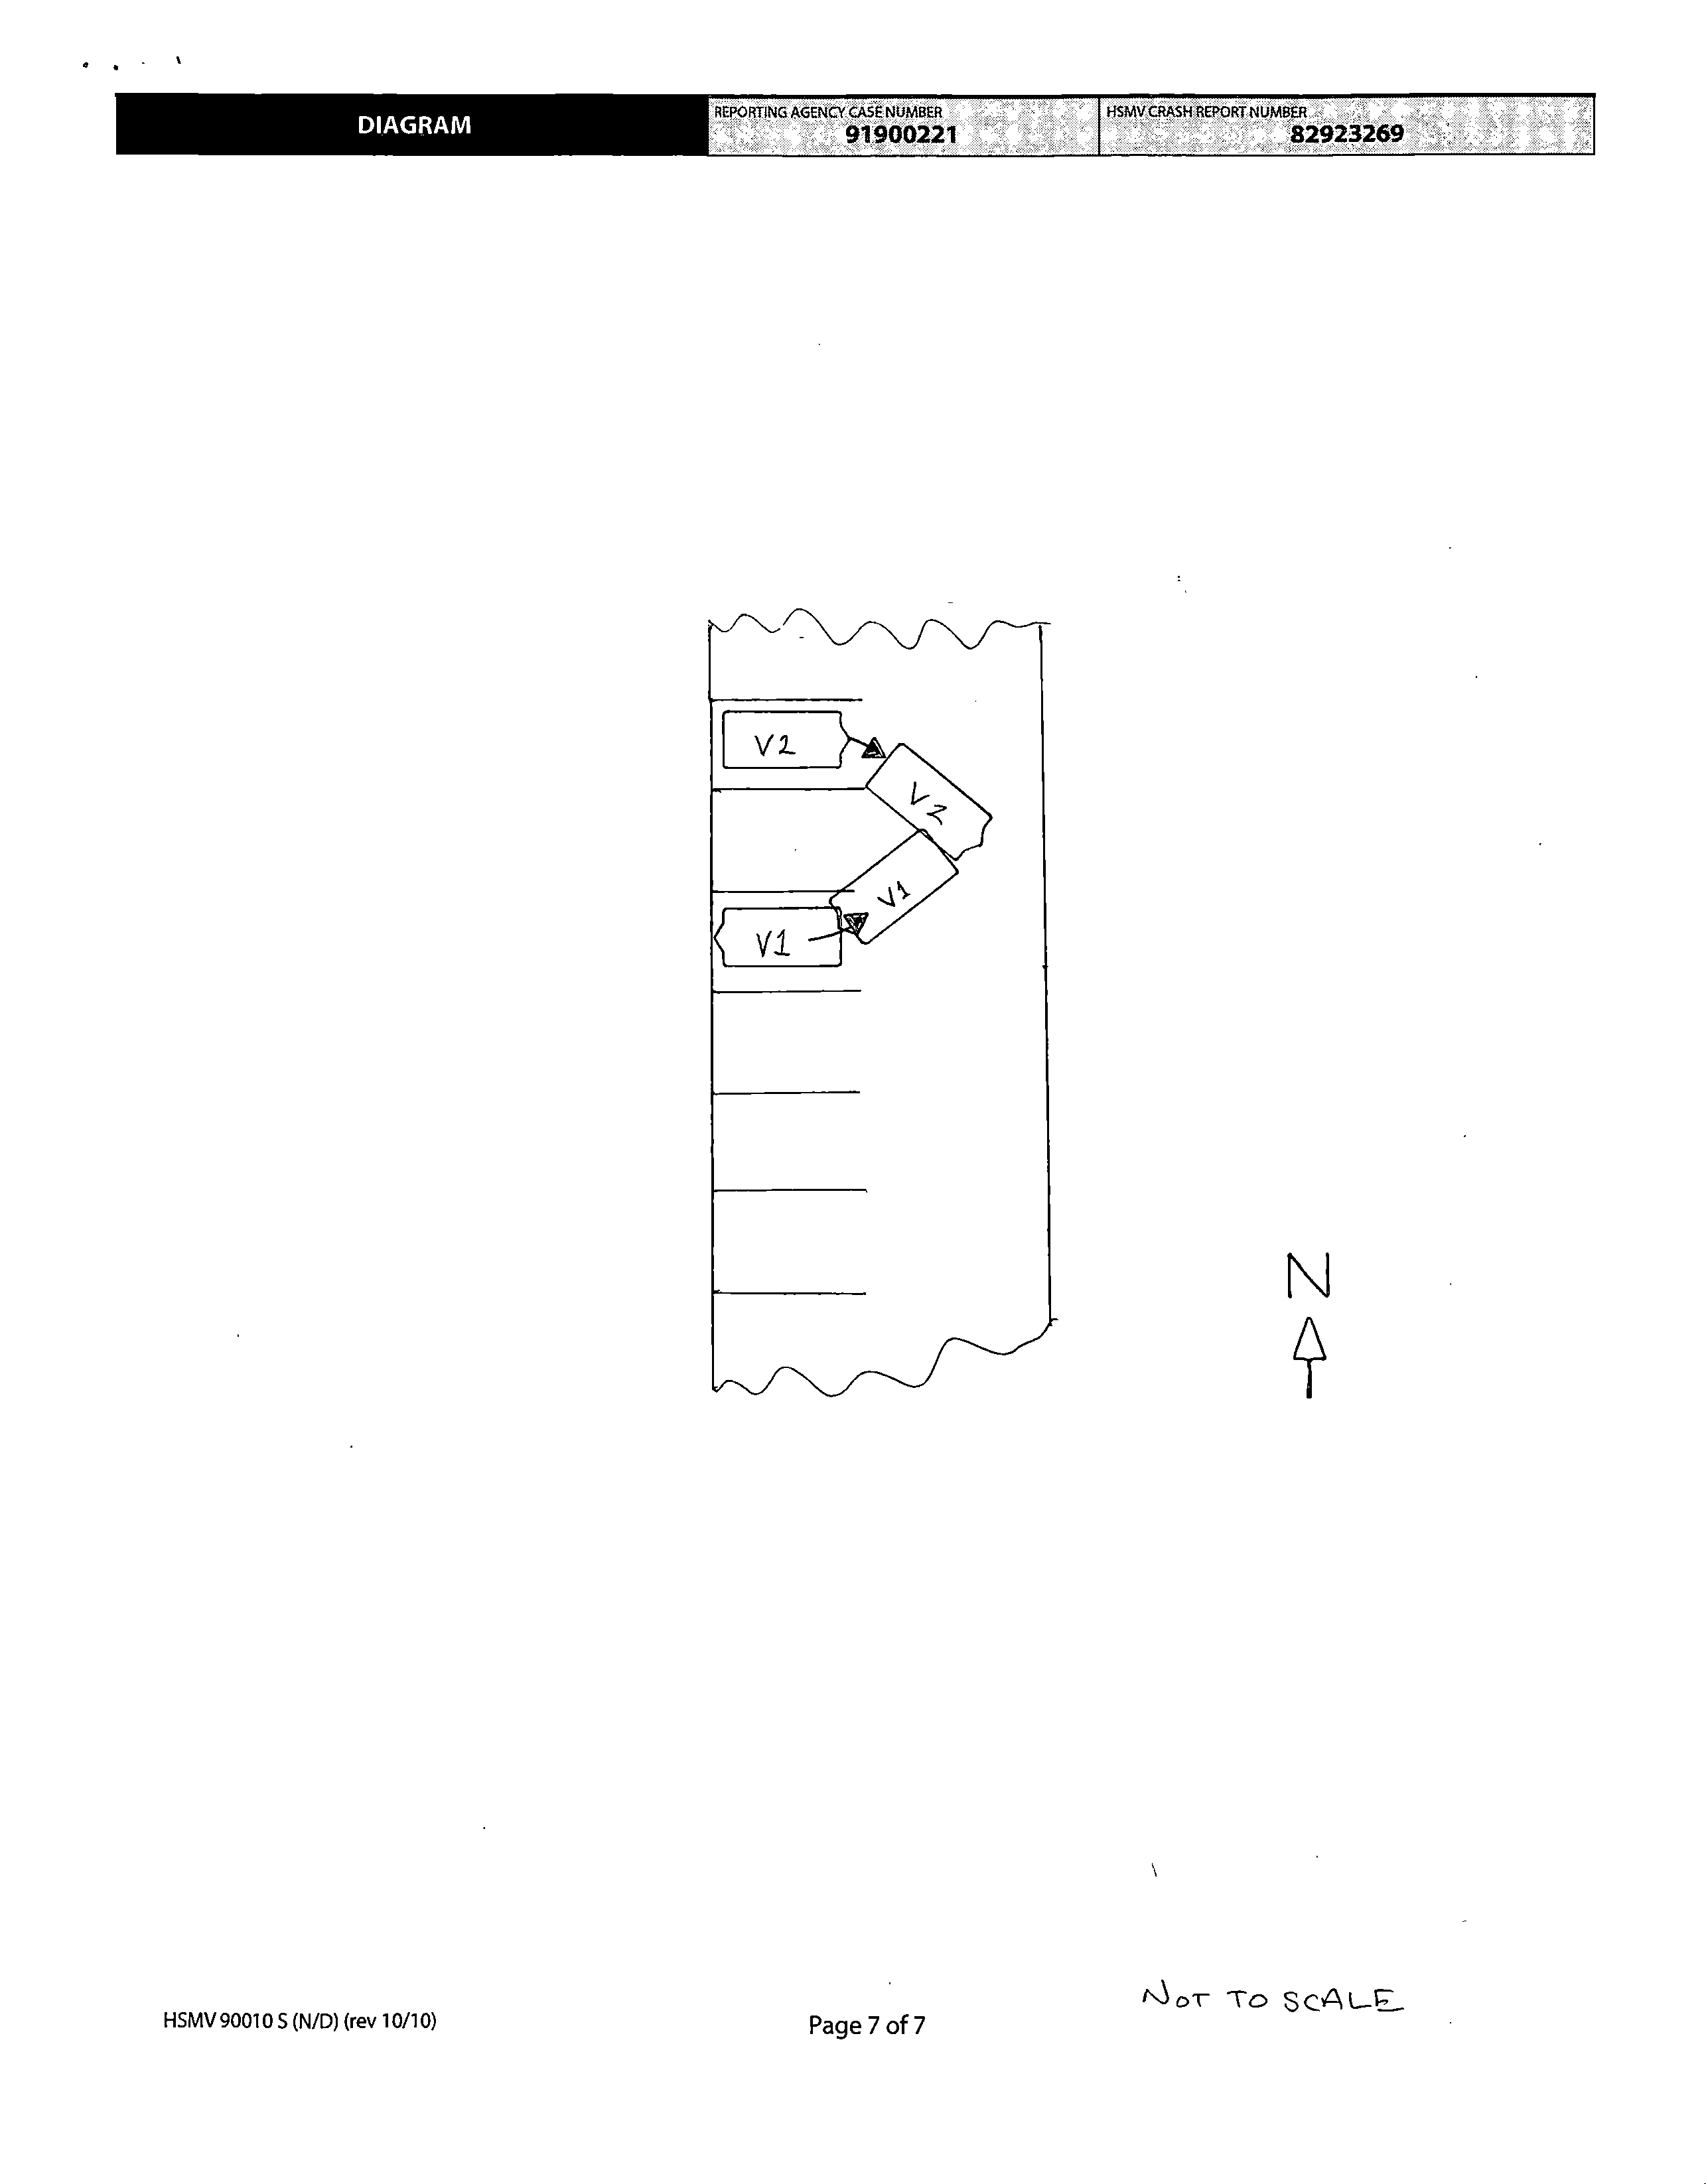 DIAGRAM
REPORTING AGENCY CASE NUMBER
91900221
HSMV CRASH REPORT NUMBER
82923269
V2
V2
V1
V1
N
NOT TO SCALE
HSMV 90010 S (N/D) (rev 10/10)
Page 7 of 7